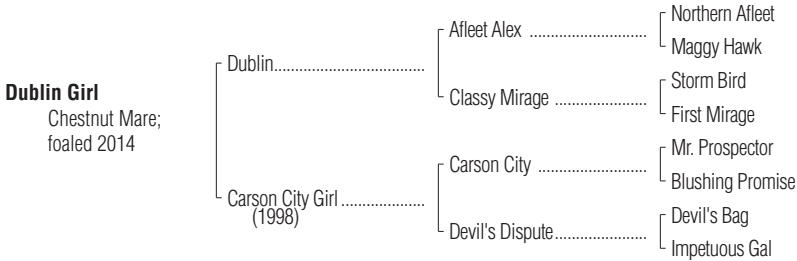 Dublin Girl
Chestnut Mare;
foaled 2014
Dublin....................................
Carson City Girl ....................
(1998)
Afleet Alex ............................
Classy Mirage ......................
Carson City ..........................
Devil's Dispute......................
Northern Afleet
Maggy Hawk
Storm Bird
First Mirage
Mr. Prospector
Blushing Promise
Devil's Bag
Impetuous Gal